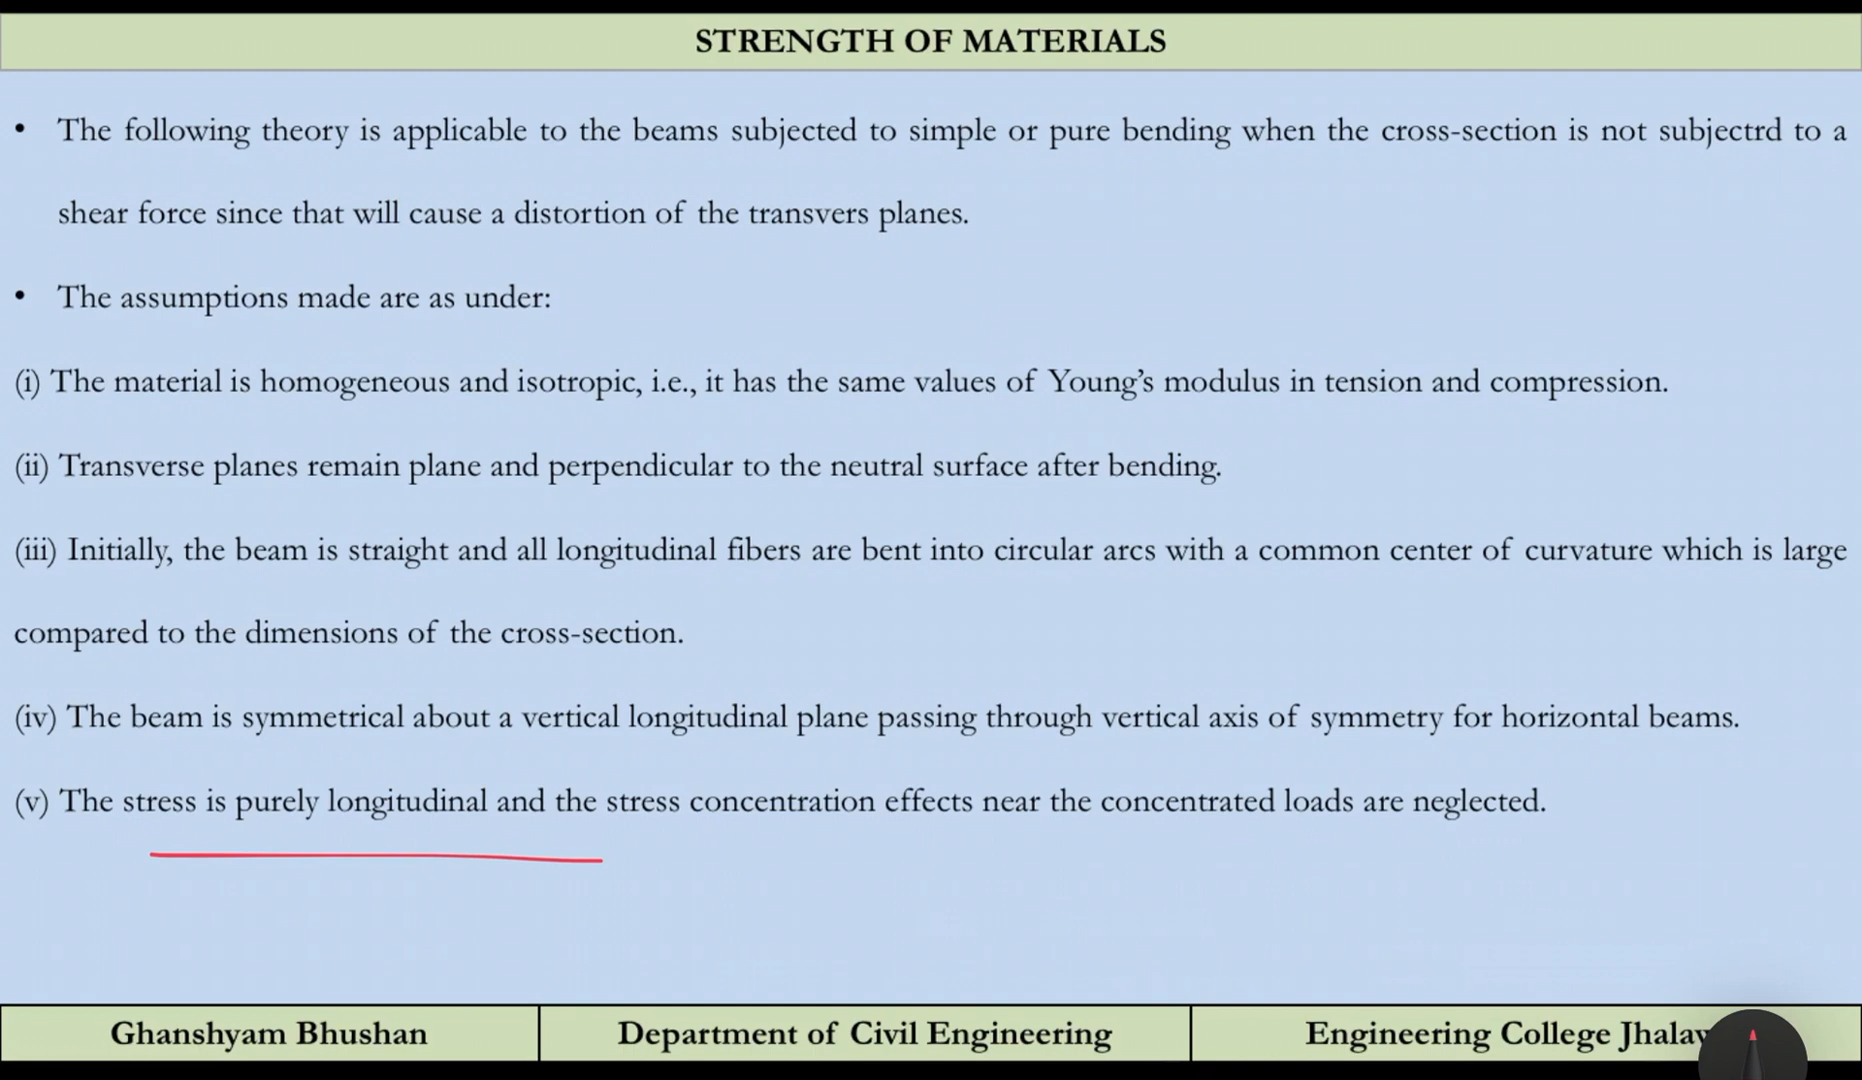 STRENGTH OF MATERIALS
• The following theory is applicable to the beams subjected to simple or pure bending when the cross-section is not subjectrd to a
shear force since that will cause a distortion of the transvers planes.
• The assumptions made are as under:
(i) The material is homogeneous and isotropic, i.e., it has the same values of Young’s modulus in tension and compression.
(ii) Transverse planes remain plane and perpendicular to the neutral surface after bending.
(iii) Initially, the beam is straight and all longitudinal fibers are bent into circular arcs with a common center of curvature which is large
compared to the dimensions of the cross-section.
(iv) The beam is symmetrical about a vertical longitudinal plane passing through vertical axis of symmetry for horizontal beams.
(v) The stress is purely longitudinal and the stress concentration effects near the concentrated loads are neglected.
Ghanshyam Bhushan
Department of Civil Engineering
Engineering College